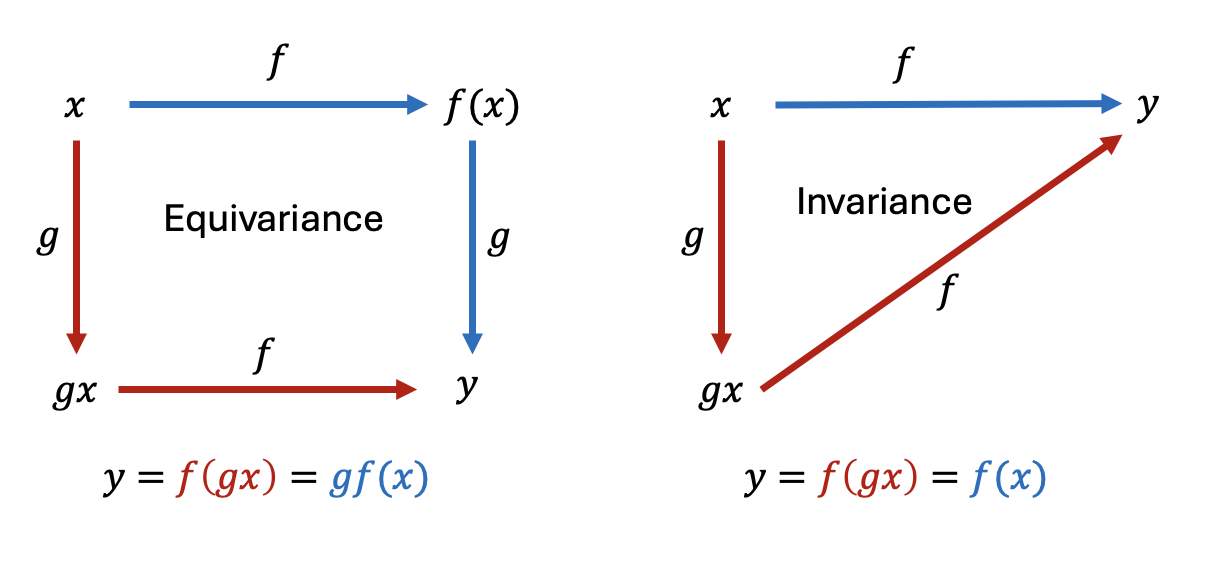 f
x
f(x)
Equivariance
g
g
f
gx
y
y = f(gx) = gf(x)
f
x
y
Invariance
g
f
gx
y = f(gx) = f(x)